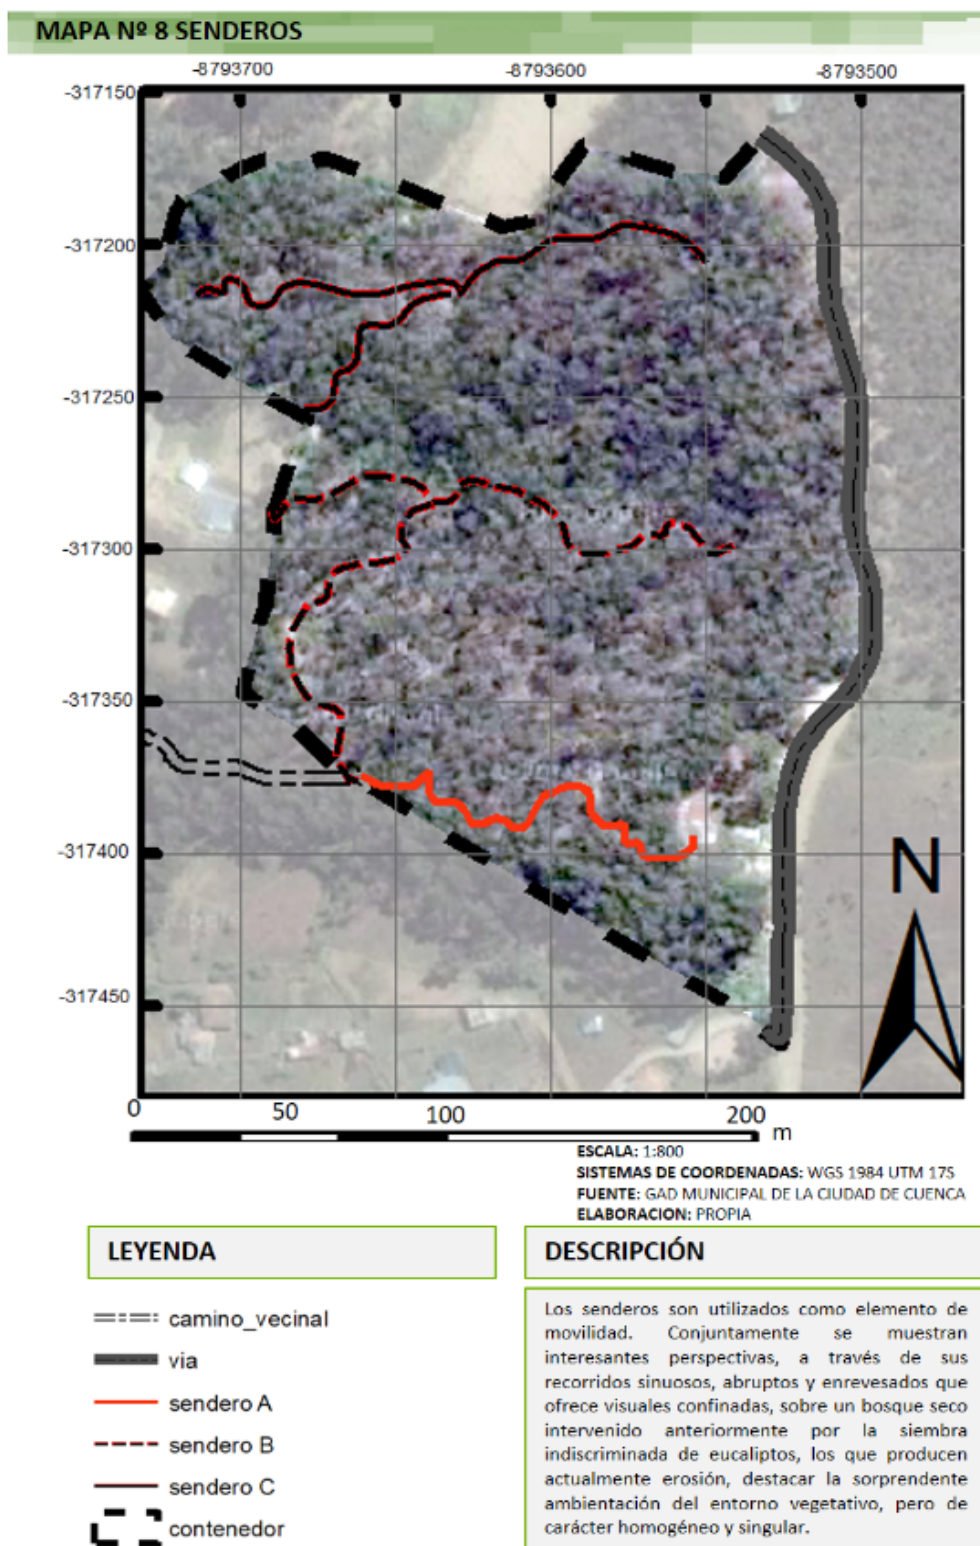 MAPA Nº 8 SENDEROS
-8793700
-8793600
-8793500
-317150
-317200
-317250
-317300
-317350
-317400
-317450
N
0
50
100
200
m
ESCALA: 1:800
SISTEMAS DE COORDENADAS: WGS 1984 UTM 17S
FUENTE: GAD MUNICIPAL DE LA CIUDAD DE CUENCA
ELABORACION: PROPIA
LEYENDA
camino_vecinal
via
sendero A
sendero B
sendero C
contenedor
DESCRIPCIÓN
Los senderos son utilizados como elemento de
movilidad. Conjuntamente se muestran
interesantes perspectivas, a través de sus
recorridos sinuosos, abruptos y enrevesados que
ofrece visuales confinadas, sobre un bosque seco
intervenido anteriormente por la siembra
indiscriminada de eucaliptos, los que producen
actualmente erosión, destacar la sorprendente
ambientación del entorno vegetativo, pero de
carácter homogéneo y singular.